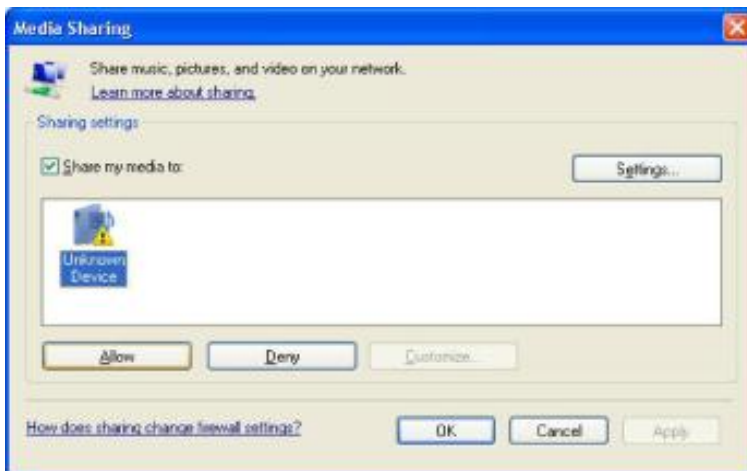 Media Sharing
Share music, pictures, and video on your network.
Learn more about sharing.
Sharing settings
Share my media to:
Settings...
Unknown
Device
Allow
Deny
Customize...
How does sharing change firewall settings?
OK
Cancel
Apply